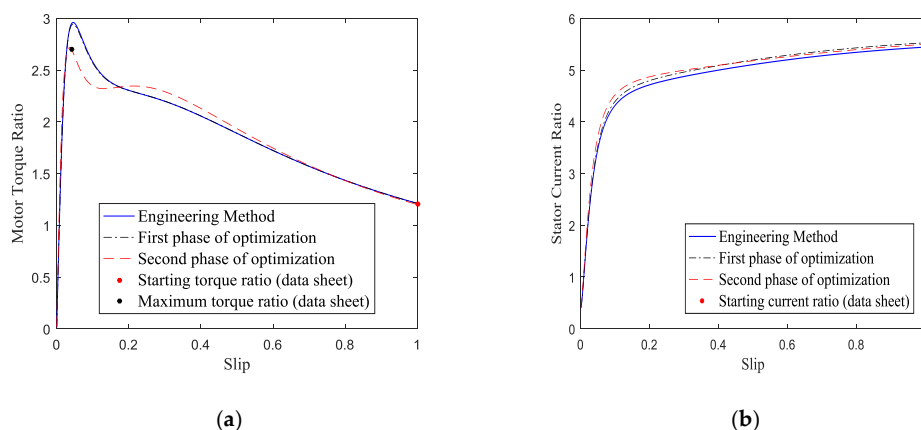 3
2.5
2
1.5
1
0.5
0
Motor Torque Ratio
Engineering Method
First phase of optimization
Second phase of optimization
Starting torque ratio (data sheet)
Maximum torque ratio (data sheet)
0 0.2 0.4 0.6 0.8 1
Slip
(a)
6
5
4
3
2
1
0
Stator Current Ratio
Engineering Method
First phase of optimization
Second phase of optimization
Starting current ratio (data sheet)
0 0.2 0.4 0.6 0.8
Slip
(b)